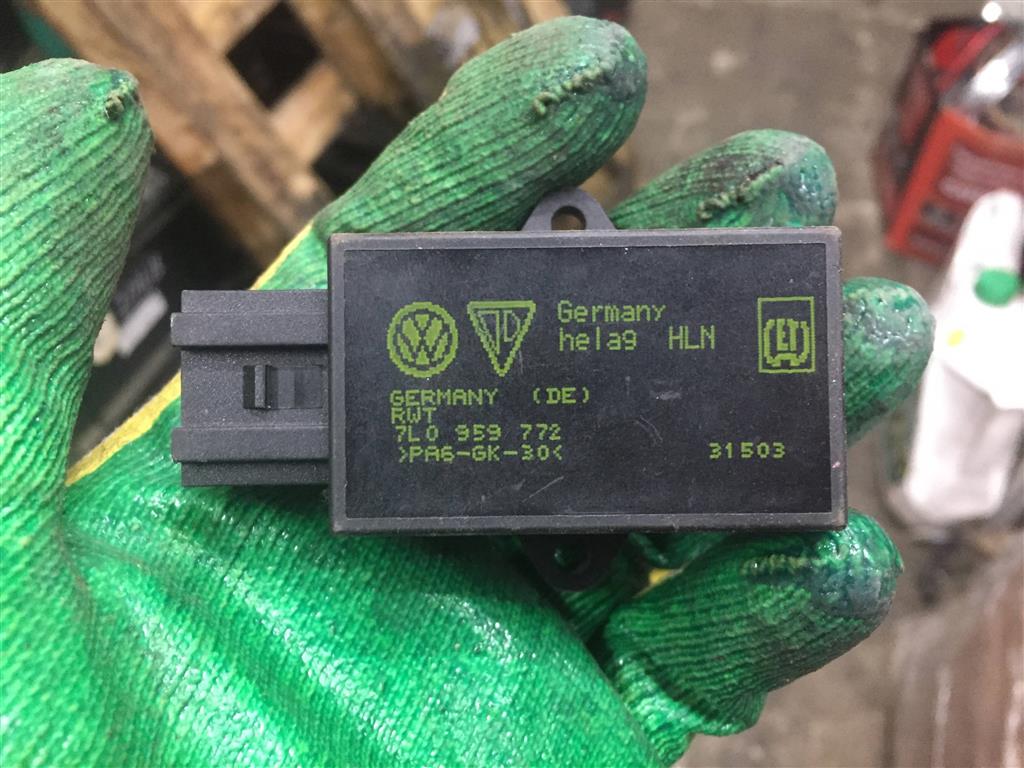 Germany
helag HLN
GERMANY (DE)
RWT
7L0 959 772
>PA6-GK-30< 31503